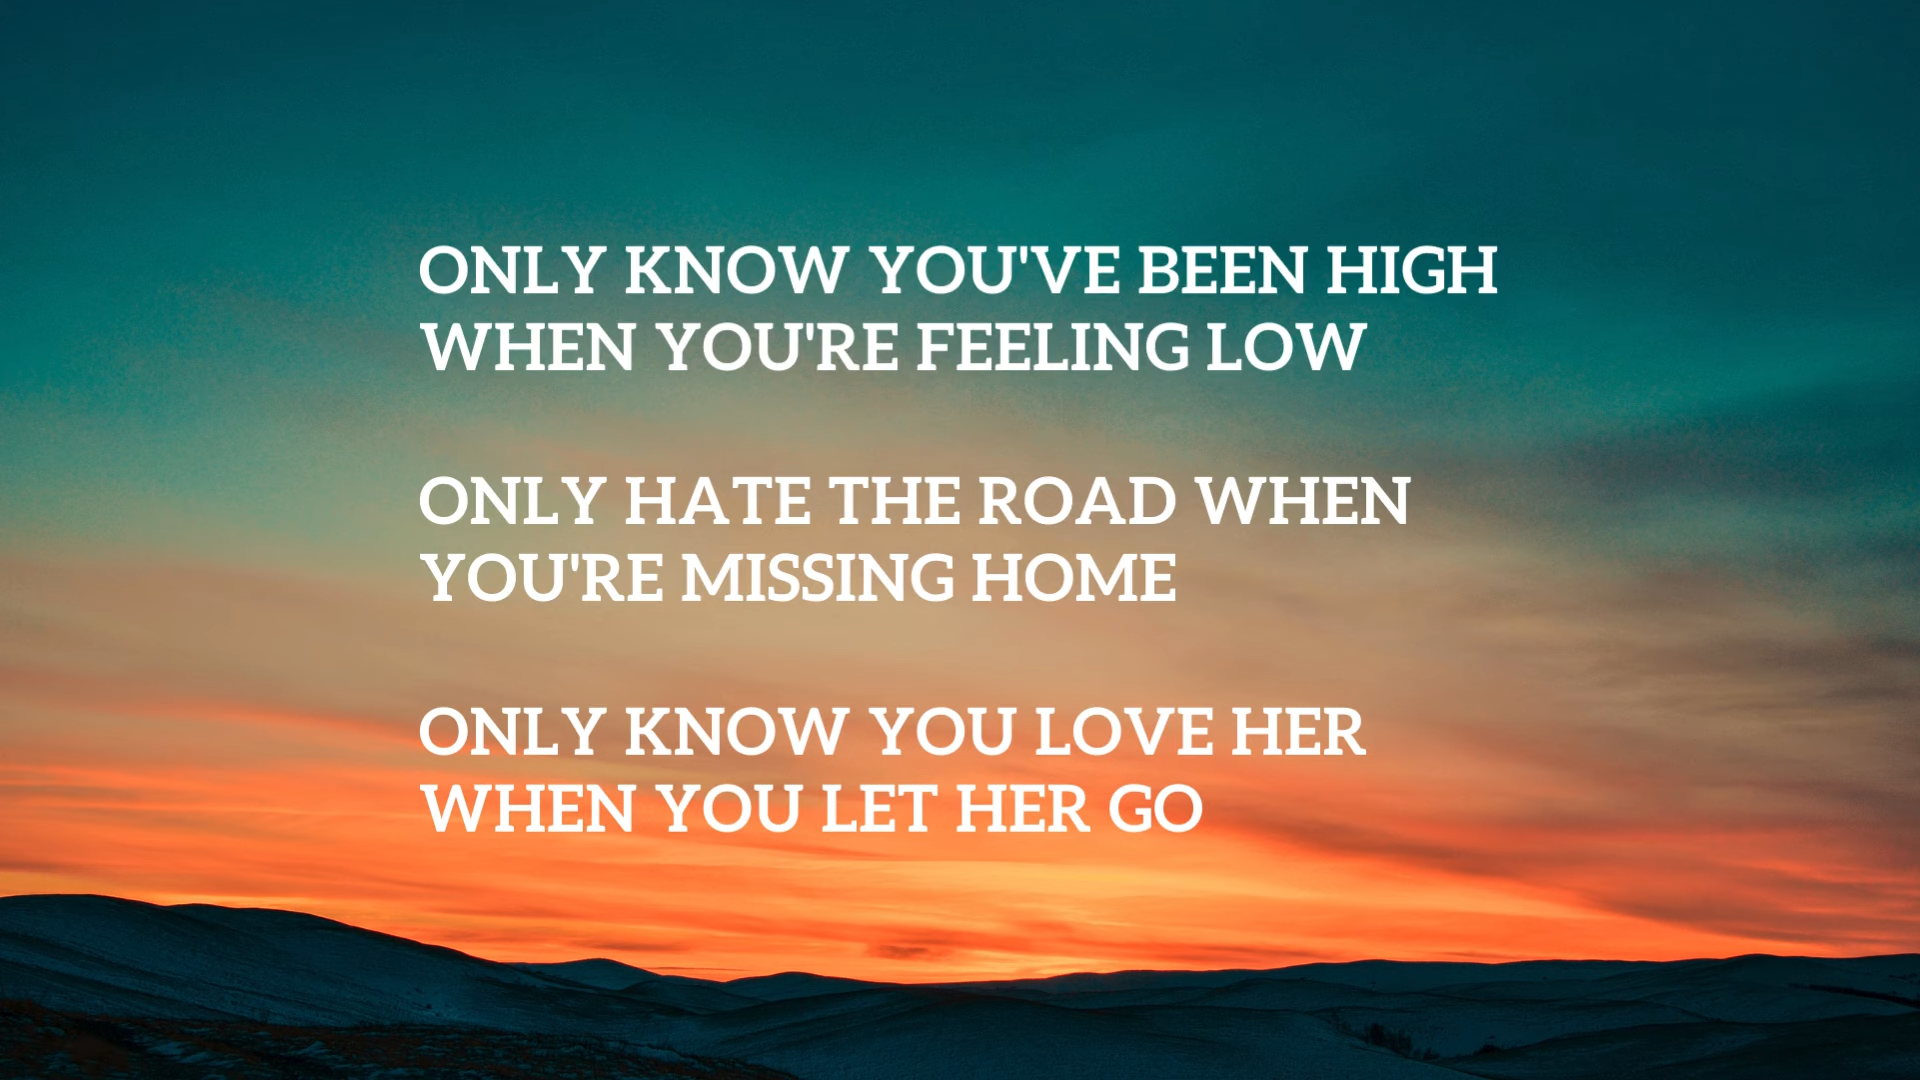 ONLY KNOW YOU'VE BEEN HIGH
WHEN YOU'RE FEELING LOW
ONLY HATE THE ROAD WHEN
YOU'RE MISSING HOME
ONLY KNOW YOU LOVE HER
WHEN YOU LET HER GO